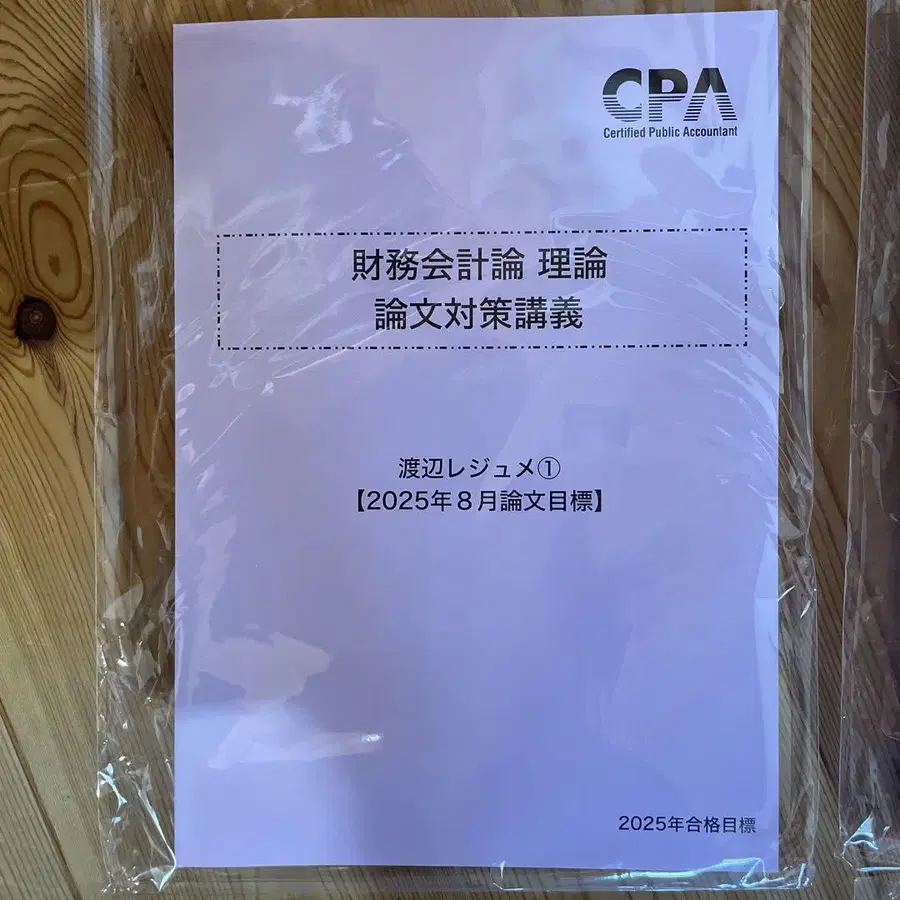 CPA
Certified Public Accountant
財務会計論 理論
論文対策講義
渡辺レジュメ①
【2025年８月論文目標】
2025年合格目標